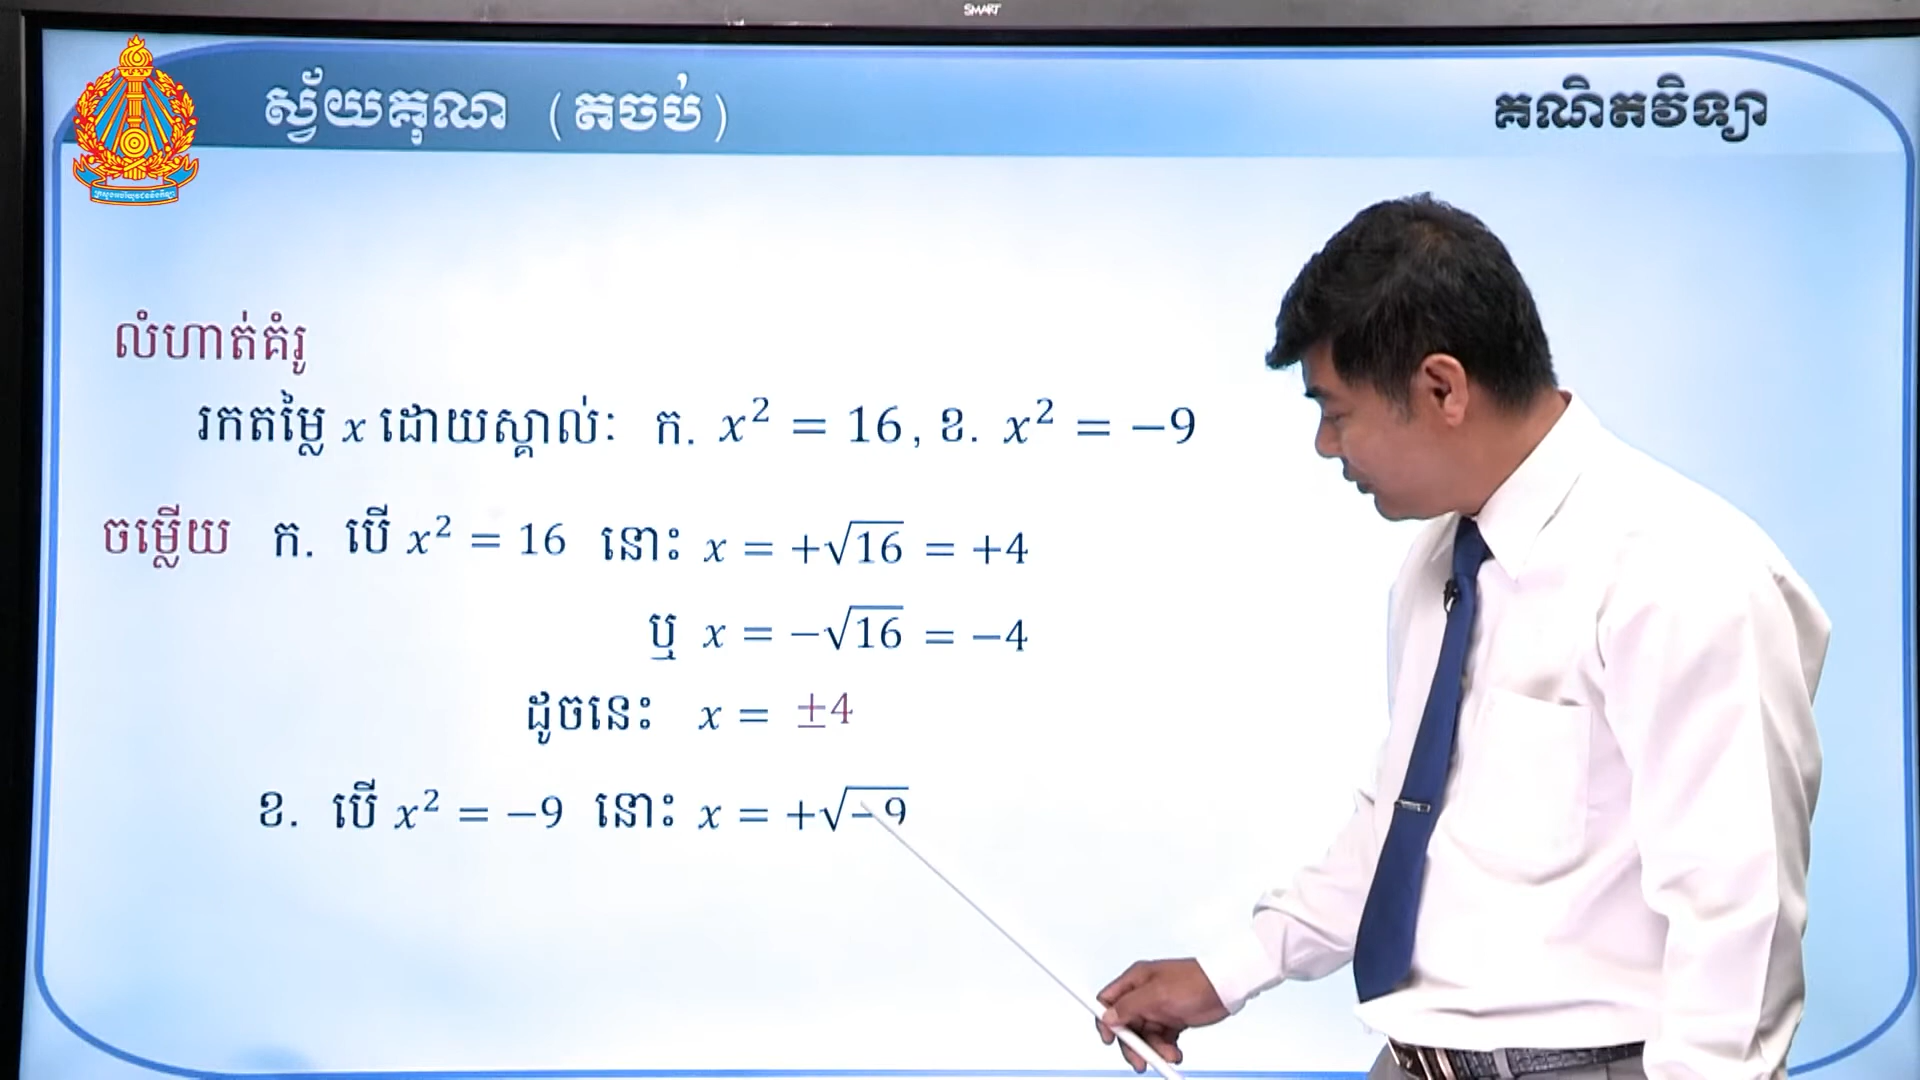 SMART
ស្វ័យគុណ (តចប់)
គណិតវិទ្យា
លំហាត់គំរូ
រកតម្លៃ x ដោយស្គាល់ៈ ក. x² = 16, ខ. x² = −9
ចម្លើយ ក. បើ x² = 16 នោះ x = +√16 = +4
ឬ x = −√16 = −4
ដូចនេះ x = ±4
ខ. បើ x² = −9 នោះ x = +√−9